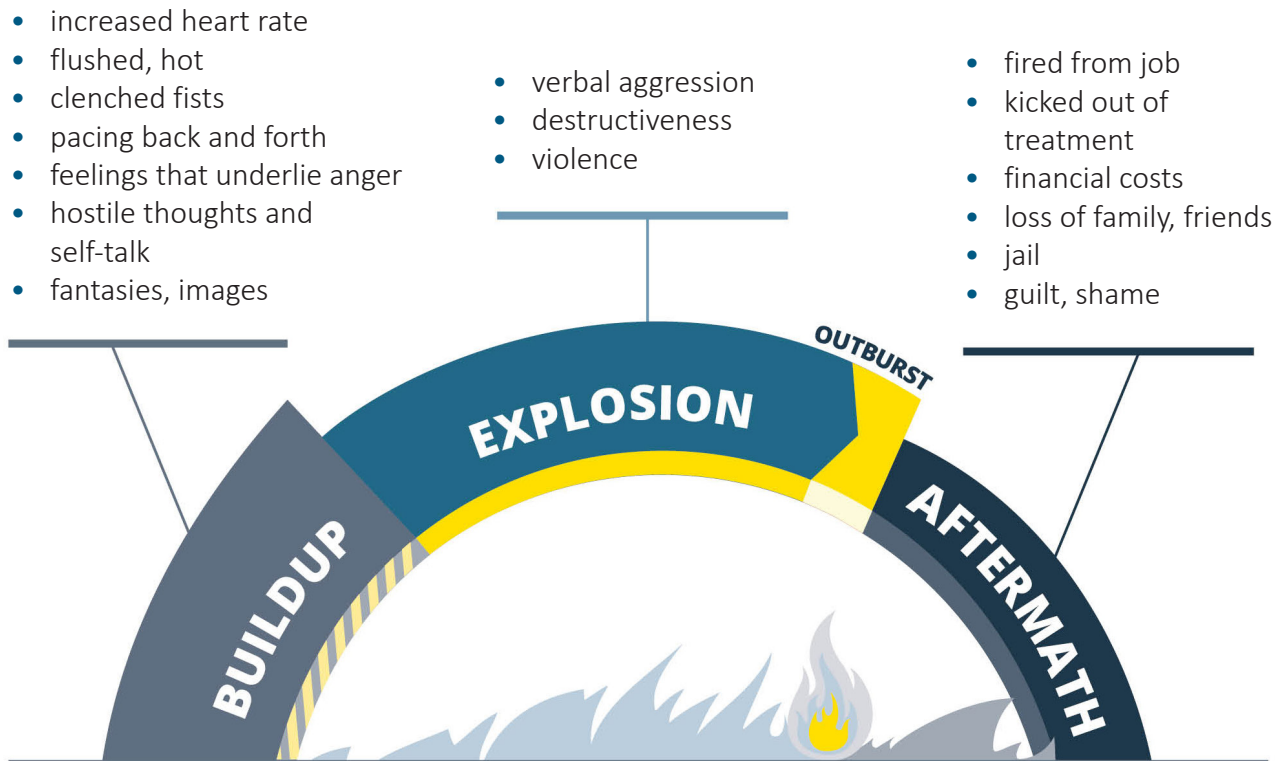 • increased heart rate
• flushed, hot
• clenched fists
• pacing back and forth
• feelings that underlie anger
• hostile thoughts and
self-talk
• fantasies, images
• verbal aggression
• destructiveness
• violence
• fired from job
• kicked out of
treatment
• financial costs
• loss of family, friends
• jail
• guilt, shame
BUILDUP
EXPLOSION
OUTBURST
AFTERMATH